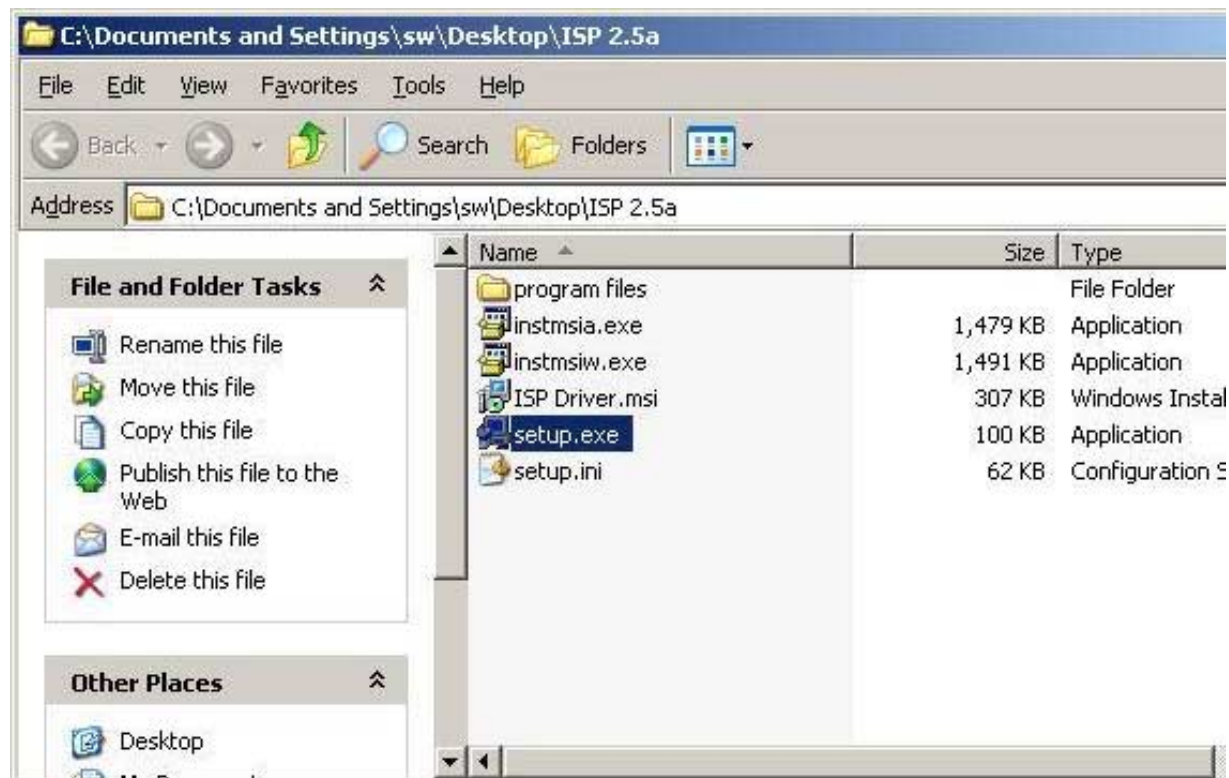 C:\Documents and Settings\sw\Desktop\ISP 2.5a
File Edit View Favorites Tools Help
Back Search Folders
Address C:\Documents and Settings\sw\Desktop\ISP 2.5a
Name Size Type
File and Folder Tasks
Rename this file
Move this file
Copy this file
Publish this file to the
Web
E-mail this file
Delete this file
Other Places
Desktop
program files File Folder
instmsia.exe 1,479 KB Application
instmsiw.exe 1,491 KB Application
ISP Driver.msi 307 KB Windows Instal
setup.exe 100 KB Application
setup.ini 62 KB Configuration S